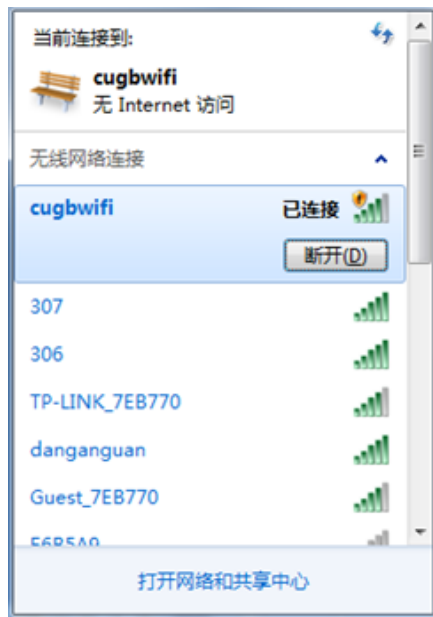 当前连接到:
cugbwifi
无 Internet 访问
无线网络连接
cugbwifi 已连接
断开(D)
307
306
TP-LINK_7EB770
danganguan
Guest_7EB770
打开网络和共享中心